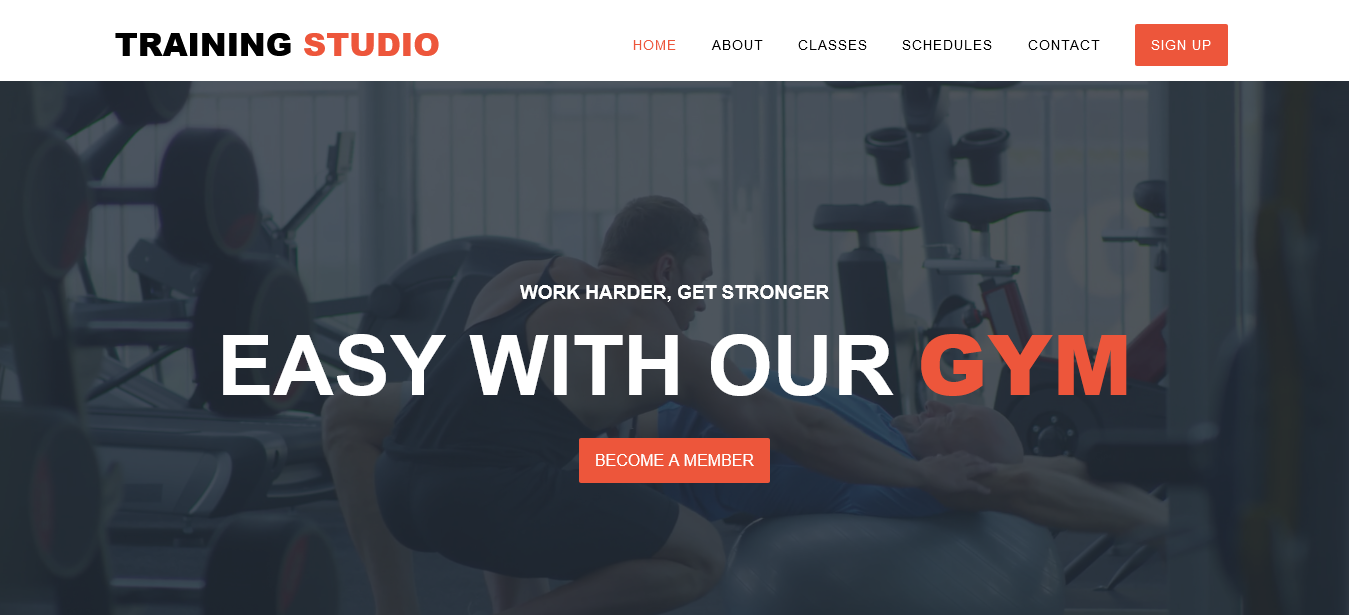 TRAINING STUDIO
HOME ABOUT CLASSES SCHEDULES CONTACT SIGN UP
WORK HARDER, GET STRONGER
EASY WITH OUR GYM
BECOME A MEMBER